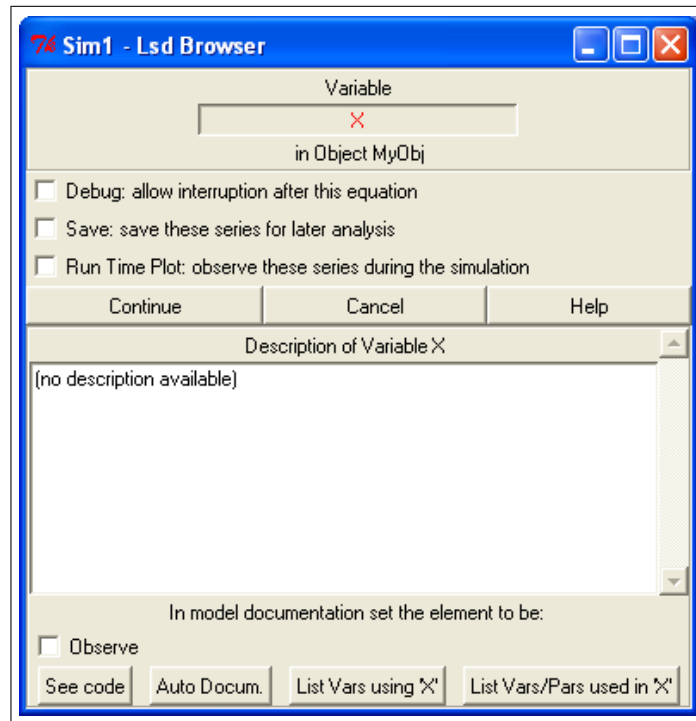 Sim1 - Lsd Browser
Variable
X
in Object MyObj
Debug: allow interruption after this equation
Save: save these series for later analysis
Run Time Plot: observe these series during the simulation
Continue Cancel Help
Description of Variable X
(no description available)
In model documentation set the element to be:
Observe
See code Auto Docum. List Vars using 'X' List Vars/Pars used in 'X'